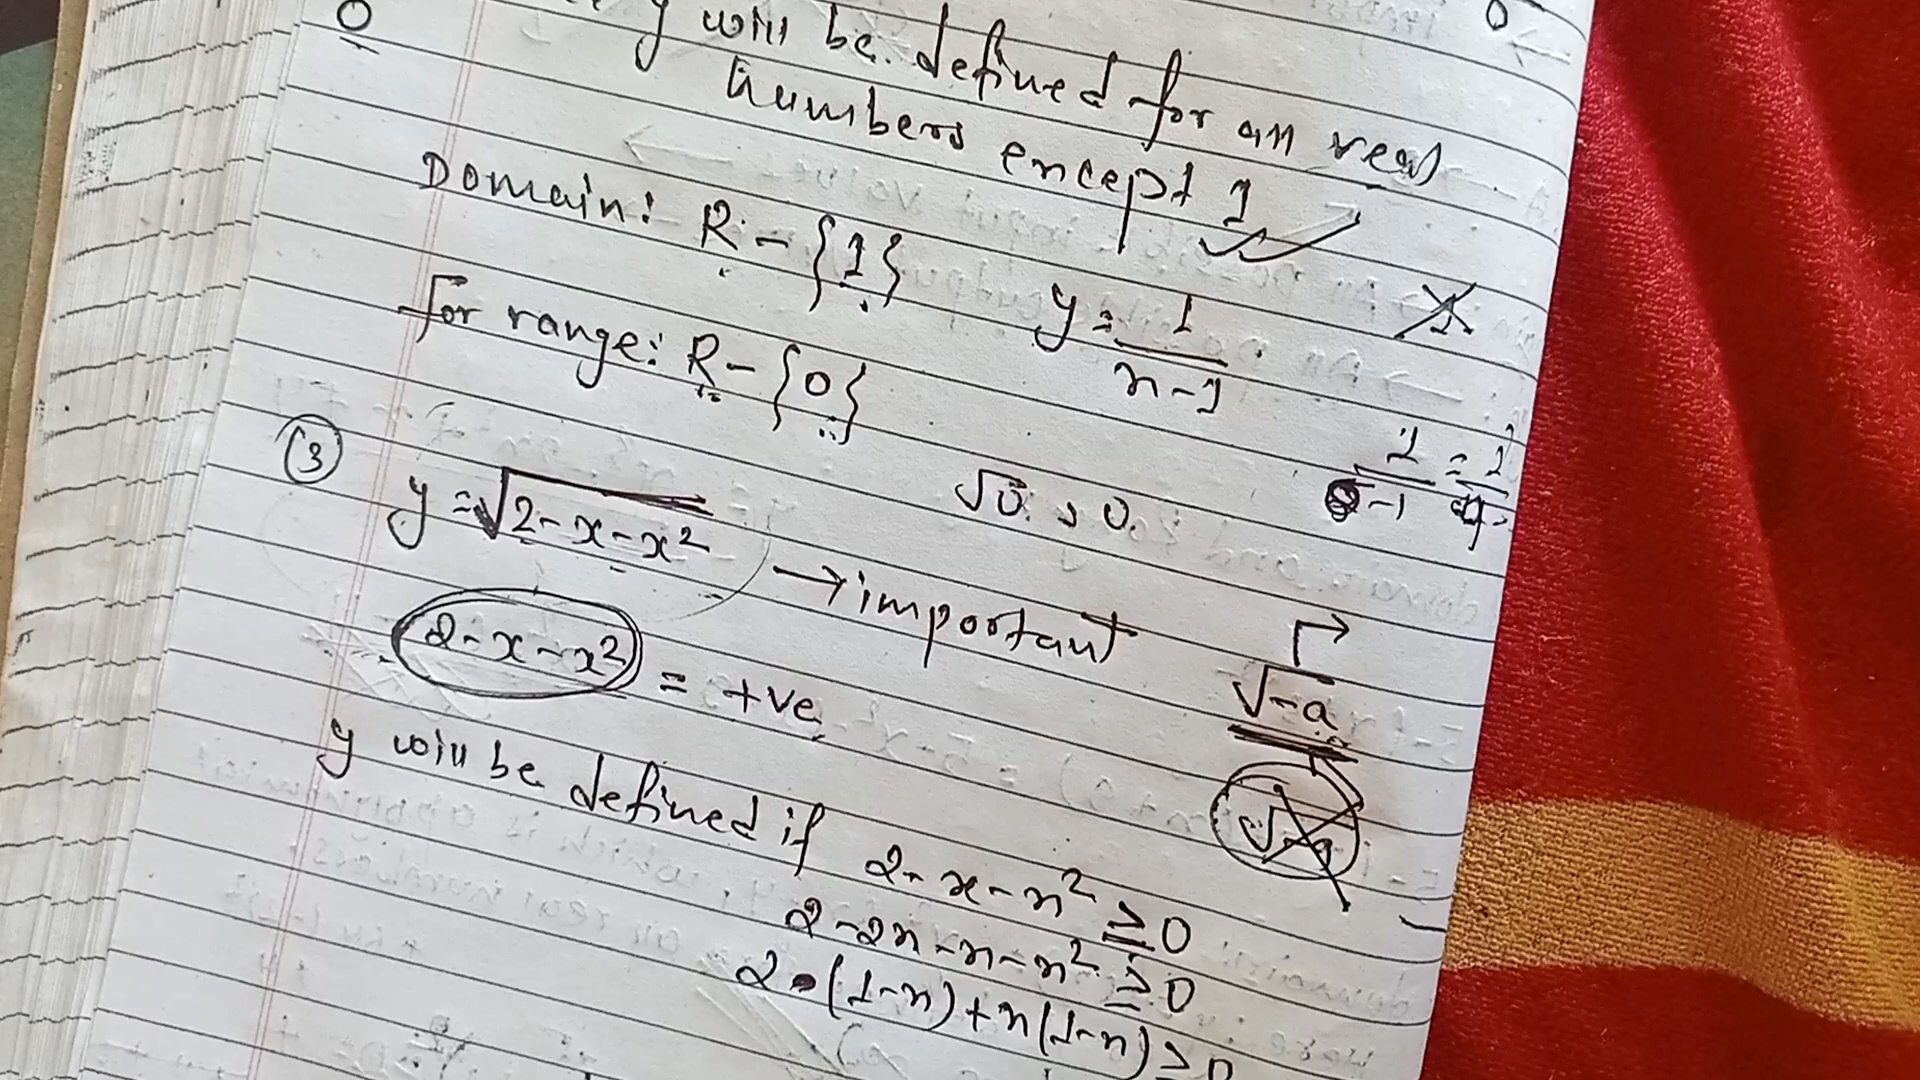 y will be defined for all real
numbers except 1
Domain: R - {1}
for range: R - {0}
y = 1/(x-1)
(3) y = √(2-x-x²) → important
√0, 0.
2-x-x² = +ve
√-a
y will be defined if 2-x-x² ≥ 0
2-2x-x-x² ≥ 0
2(1-x)+x(1-x) ≥ 0